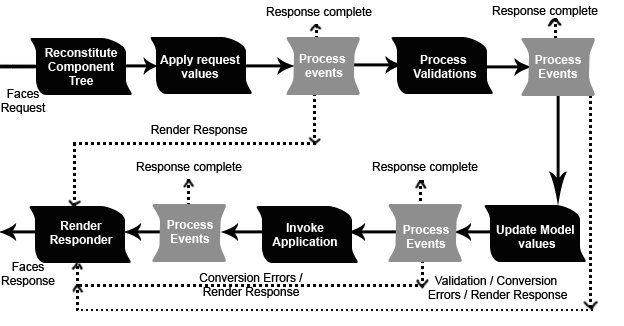 Response complete
Response complete
Reconstitute
Component
Tree
Apply request
values
Process
events
Process
Validations
Process
Events
Faces
Request
Render Response
Response complete
Response complete
Render
Responder
Process
Events
Invoke
Application
Process
Events
Update Model
values
Faces
Response
Conversion Errors /
Render Response
Validation / Conversion
Errors / Render Response